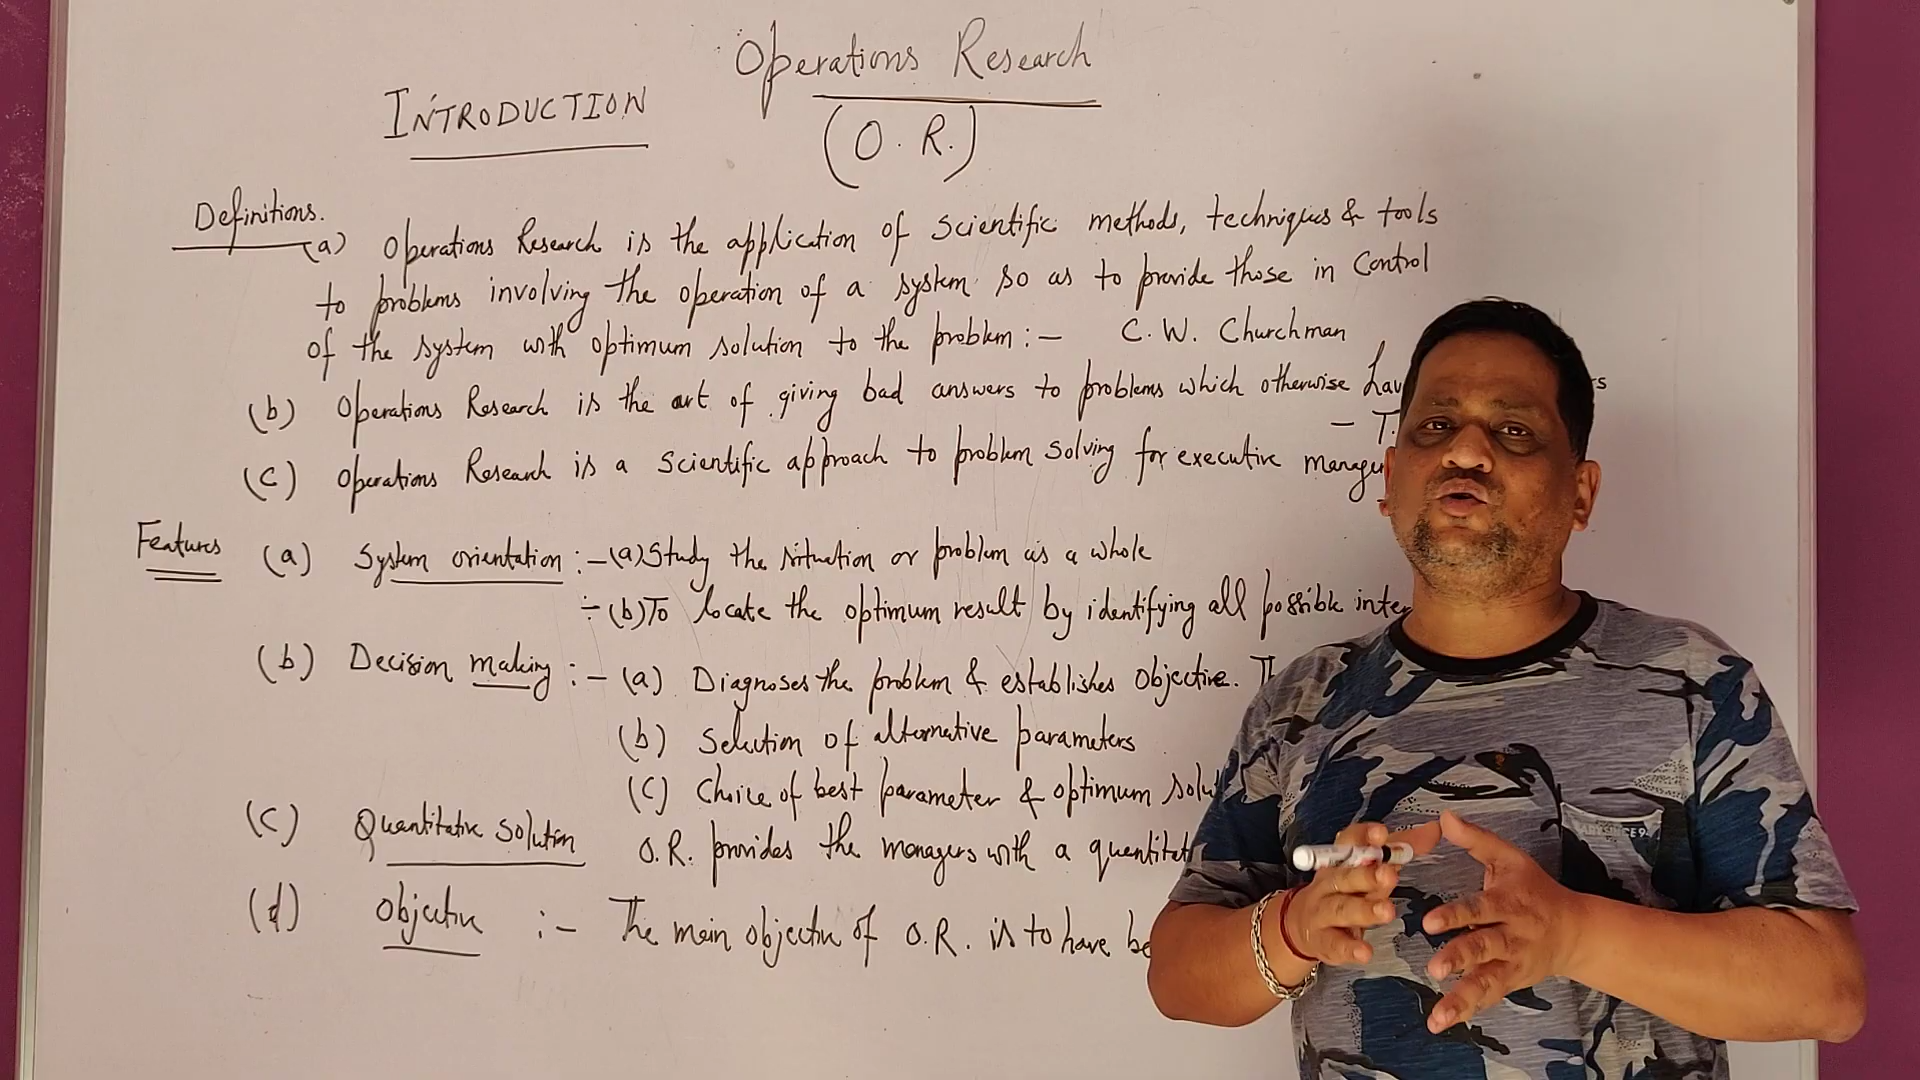 Operations Research
INTRODUCTION
(O. R.)
Definitions.
(a) Operations Research is the application of scientific methods, techniques & tools
to problems involving the operation of a system so as to provide those in Control
of the system with optimum solution to the problem :- C. W. Churchman
(b) Operations Research is the art of giving bad answers to problems which otherwise
- T.
(C) Operations Research is a Scientific approach to problem solving for executive
Features (a) System orientation :- (a) Study the situation or problem as a whole
:- (b) To locate the optimum result by identifying all possible
(b) Decision making :- (a) Diagnoses the problem & establishes Objective.
(b) Selection of alternative parameters
(C) Choice of best parameter & optimum
(C) Quantitative Solution O.R. provides the managers with a
(d) Objective :- The main objective of O.R. is to have